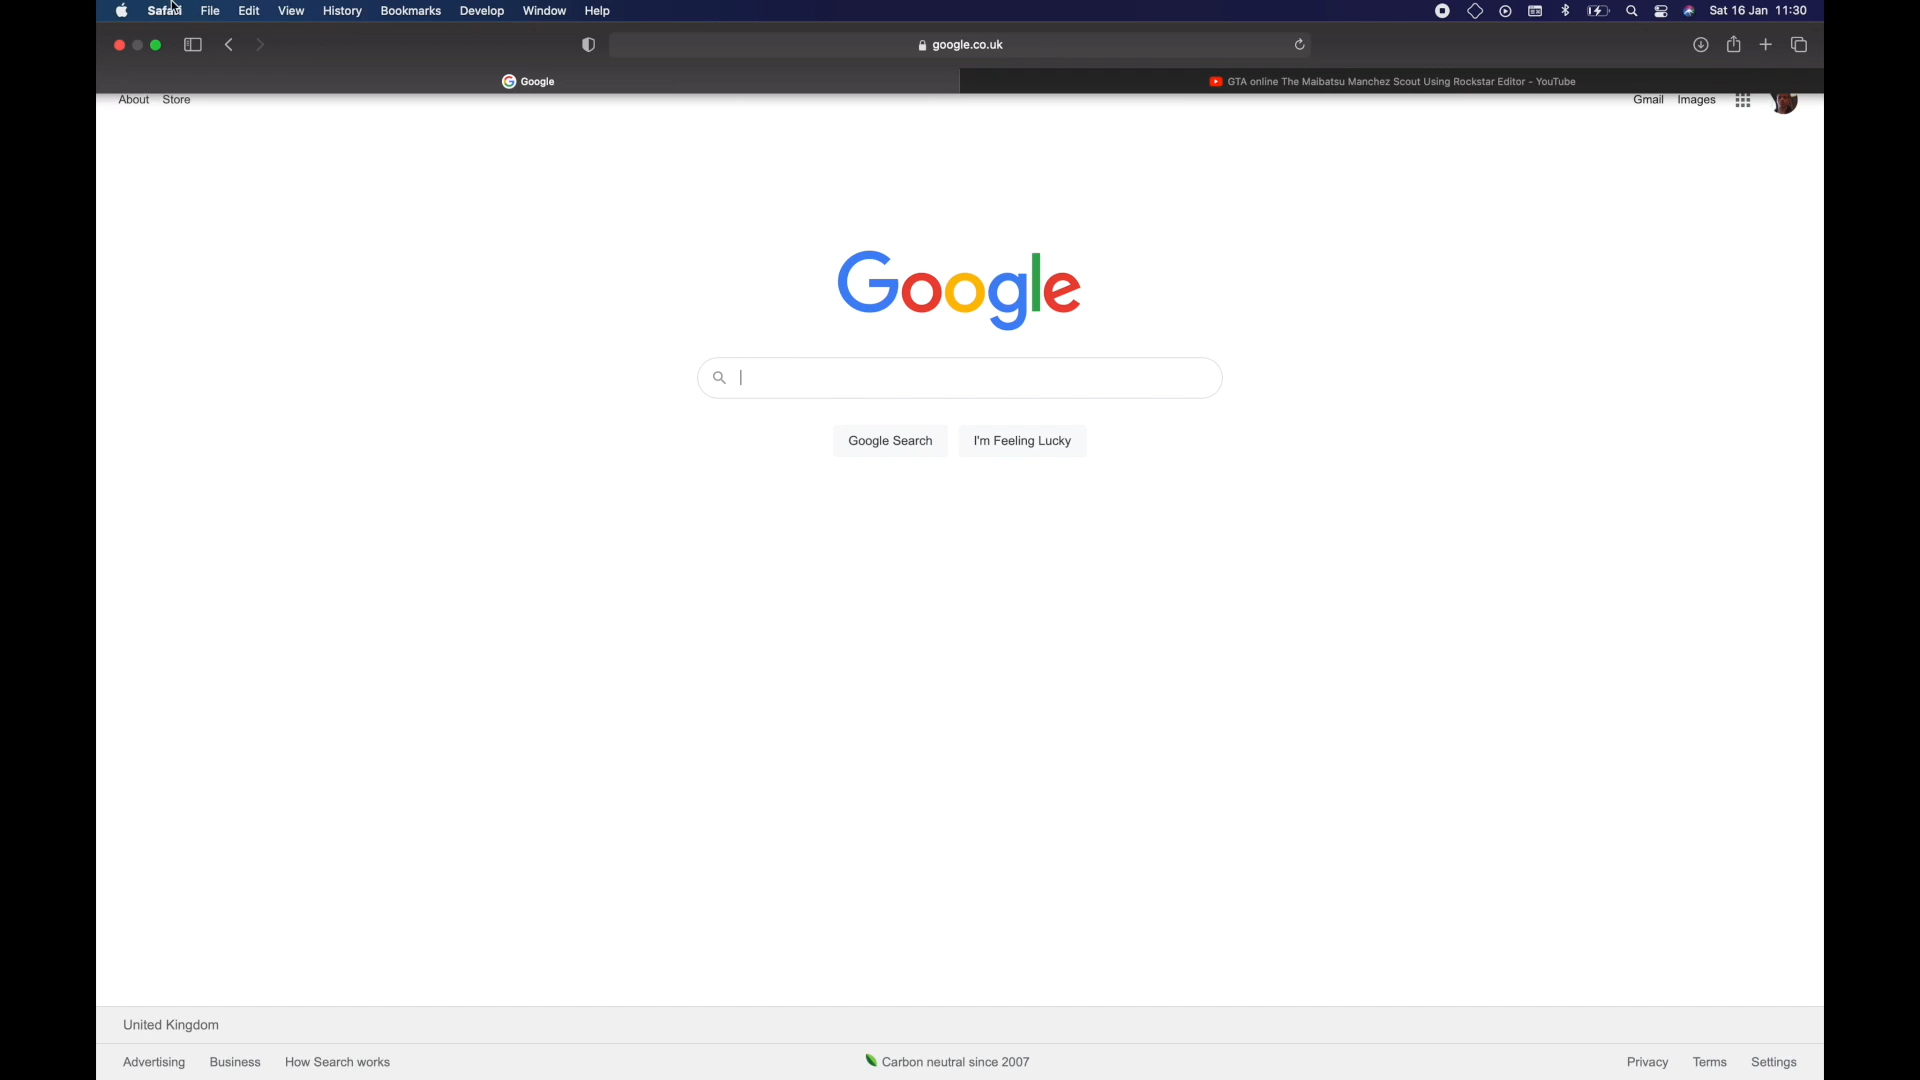 Safari File Edit View History Bookmarks Develop Window Help Sat 16 Jan 11:30
google.co.uk
Google GTA online The Maibatsu Manchez Scout Using Rockstar Editor - YouTube
About Store Gmail Images
Google
Google Search I'm Feeling Lucky
United Kingdom
Advertising Business How Search works Carbon neutral since 2007 Privacy Terms Settings